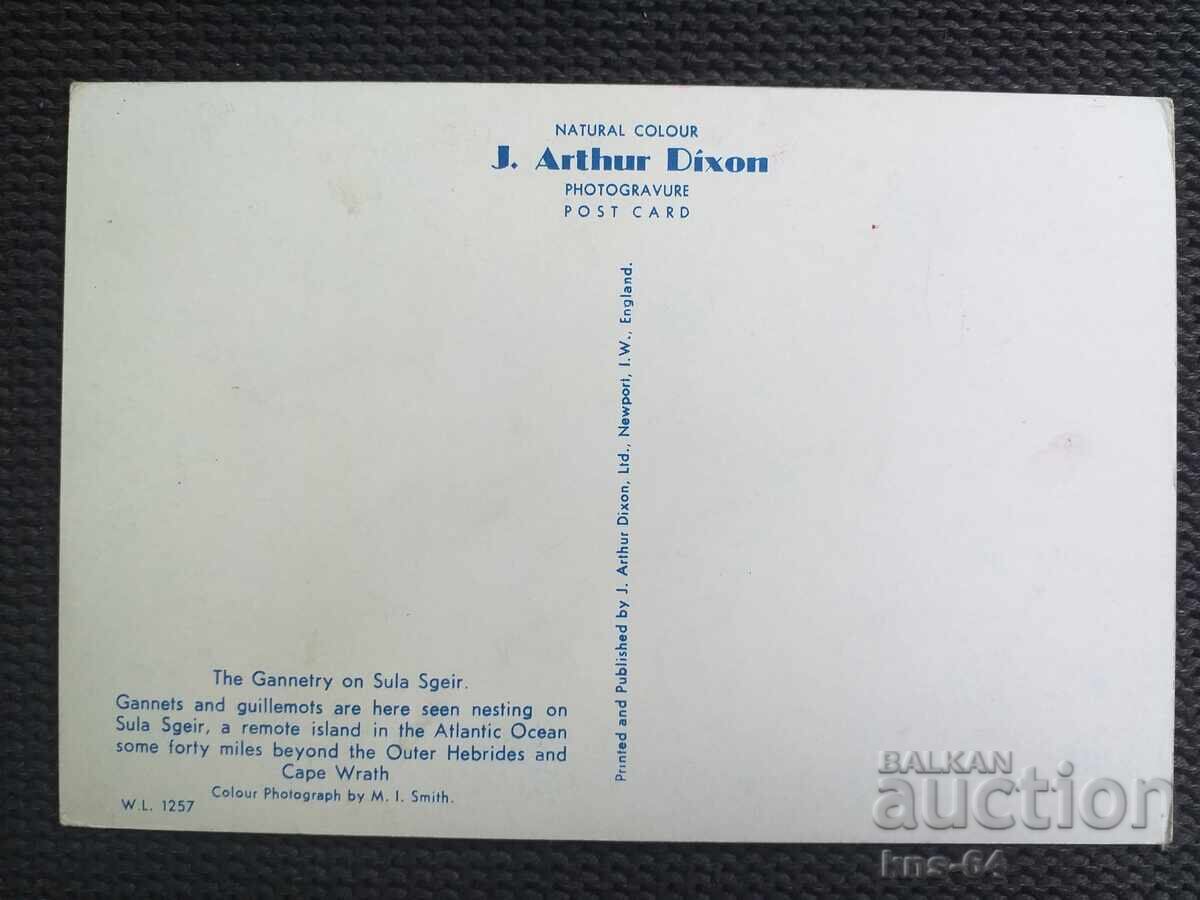 NATURAL COLOUR
J. Arthur Dixon
PHOTOGRAVURE
POST CARD
Printed and Published by J. Arthur Dixon, Ltd., Newport, I.W., England.
The Gannetry on Sula Sgeir.
Gannets and guillemots are here seen nesting on
Sula Sgeir, a remote island in the Atlantic Ocean
some forty miles beyond the Outer Hebrides and
Cape Wrath
Colour Photograph by M. I. Smith.
W.L. 1257
BALKAN
auction
kns-64